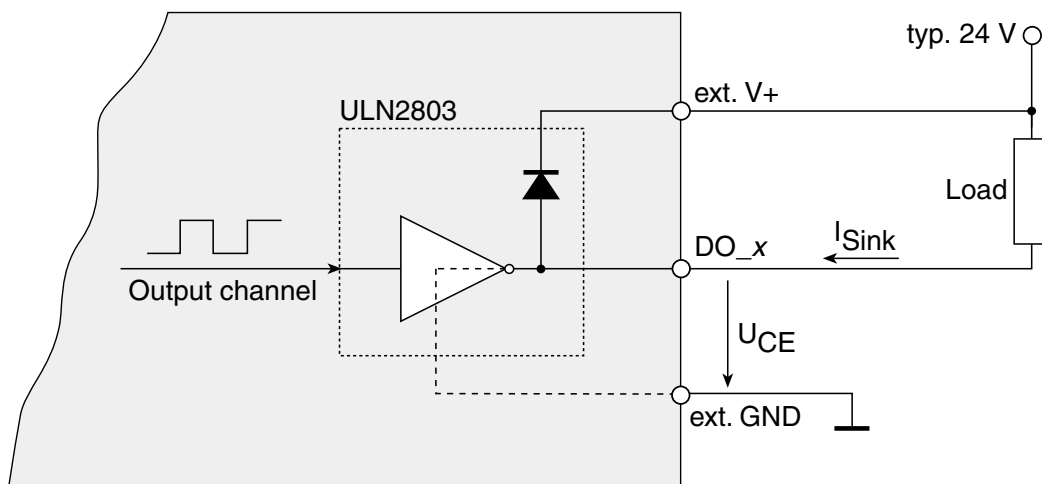 typ. 24 V
ext. V+
ULN2803
Load
DO_x
I_Sink
Output channel
U_CE
ext. GND